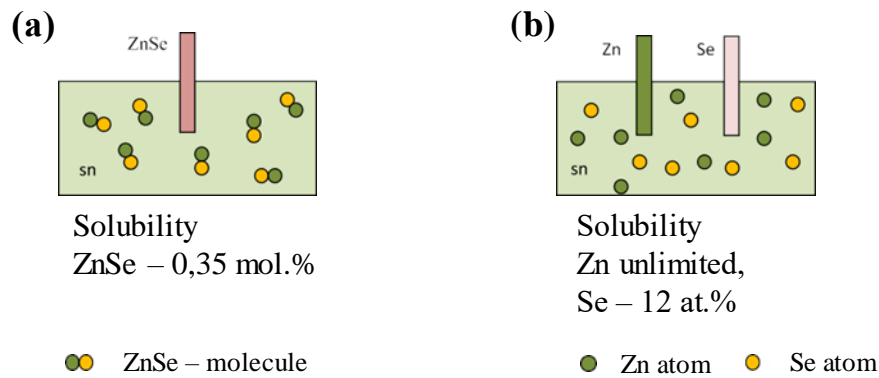 (a)
ZnSe
sn
Solubility
ZnSe – 0,35 mol.%
ZnSe – molecule
(b)
Zn
Se
sn
Solubility
Zn unlimited,
Se – 12 at.%
Zn atom
Se atom